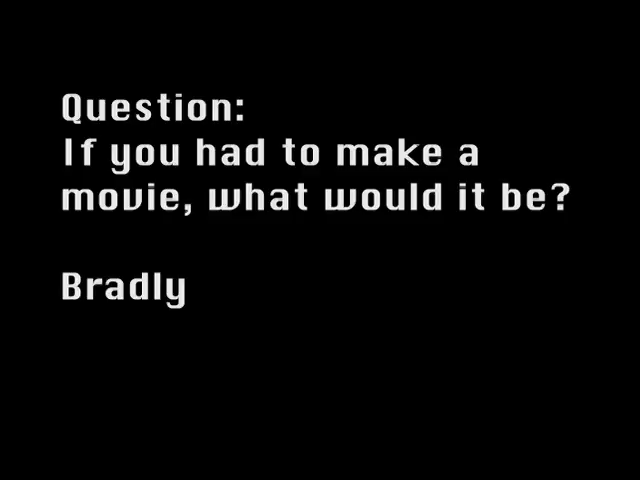 Question:
If you had to make a
movie, what would it be?
Bradly